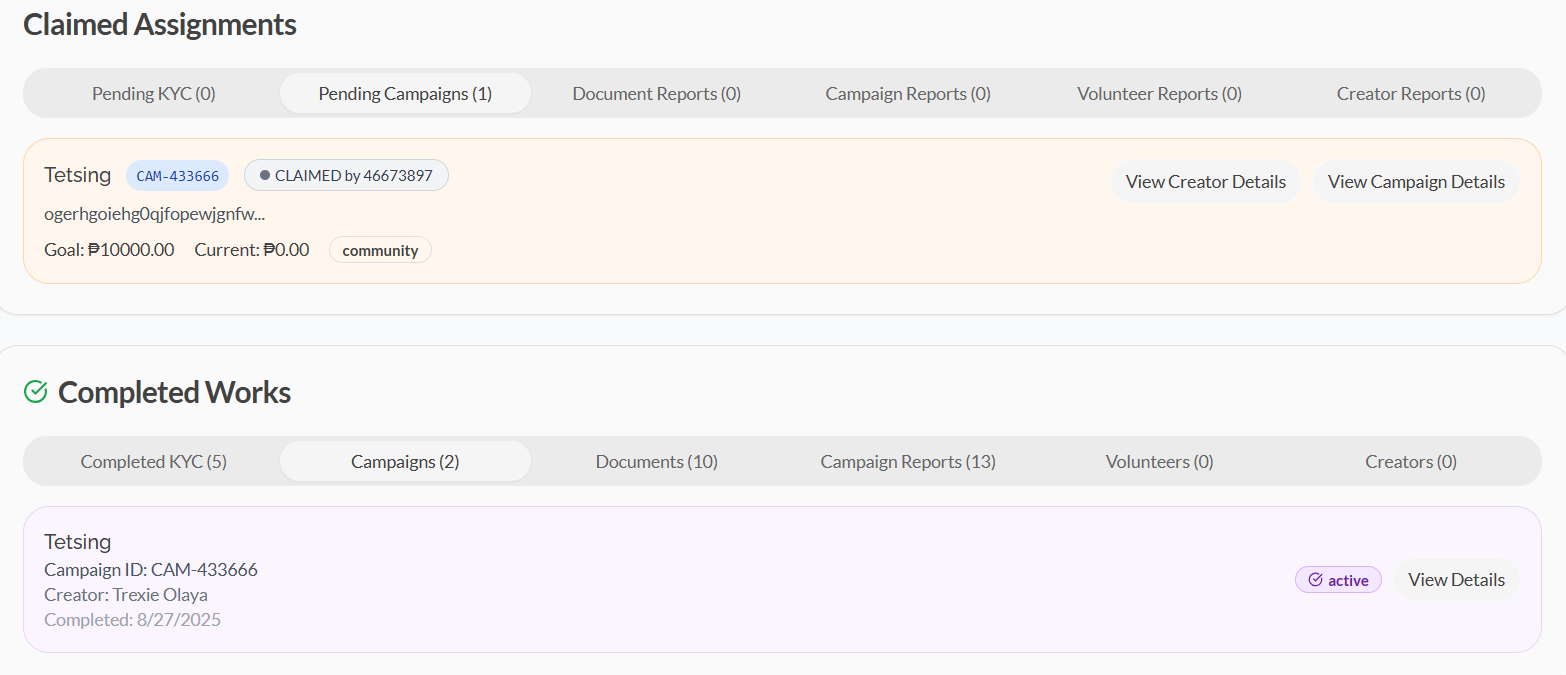 Claimed Assignments
Pending KYC (0) Pending Campaigns (1) Document Reports (0) Campaign Reports (0) Volunteer Reports (0) Creator Reports (0)
Tetsing CAM-433666 CLAIMED by 46673897 View Creator Details View Campaign Details
ogerhgoiehg0qjfopewjgnfw...
Goal: ₱10000.00 Current: ₱0.00 community
Completed Works
Completed KYC (5) Campaigns (2) Documents (10) Campaign Reports (13) Volunteers (0) Creators (0)
Tetsing
Campaign ID: CAM-433666
Creator: Trexie Olaya
Completed: 8/27/2025
active View Details